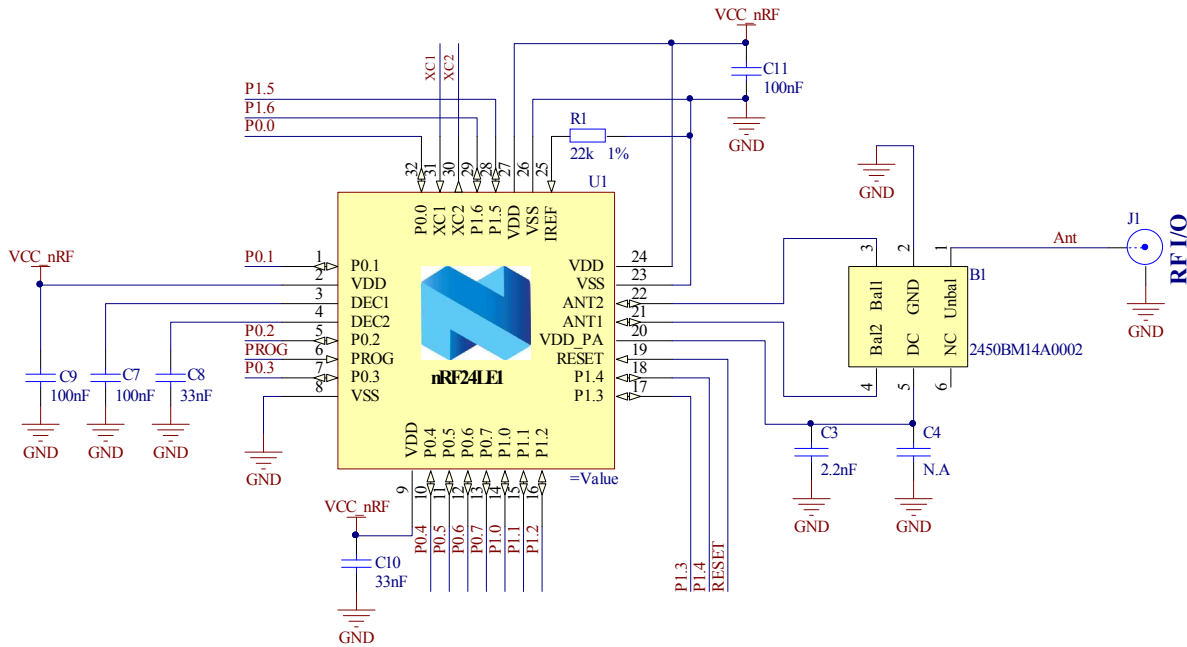 VCC_nRF
C11
100nF
GND
XC1
XC2
P1.5
P1.6
P0.0
R1
22k 1%
32
31
30
29
28
27
26
25
U1
P0.0
XC1
XC2
P1.6
P1.5
VDD
VSS
IREF
GND
J1
RF I/O
Ant
GND
3
2
1
B1
Bal1
GND
Unbal
Bal2
DC
NC
2450BM14A0002
4
5
6
VCC_nRF
P0.1
1
P0.1
2
VDD
3
DEC1
4
DEC2
P0.2
5
P0.2
PROG
6
PROG
P0.3
7
P0.3
8
VSS
VDD
24
VSS
23
ANT2
22
ANT1
21
VDD_PA
20
RESET
19
P1.4
18
P1.3
17
nRF24LE1
C9
100nF
C7
100nF
C8
33nF
GND
GND
GND
GND
VDD
P0.4
P0.5
P0.6
P0.7
P1.0
P1.1
P1.2
=Value
9
10
11
12
13
14
15
16
VCC_nRF
P0.4
P0.5
P0.6
P0.7
P1.0
P1.1
P1.2
C10
33nF
GND
P1.3
P1.4
RESET
C3
2.2nF
GND
C4
N.A
GND